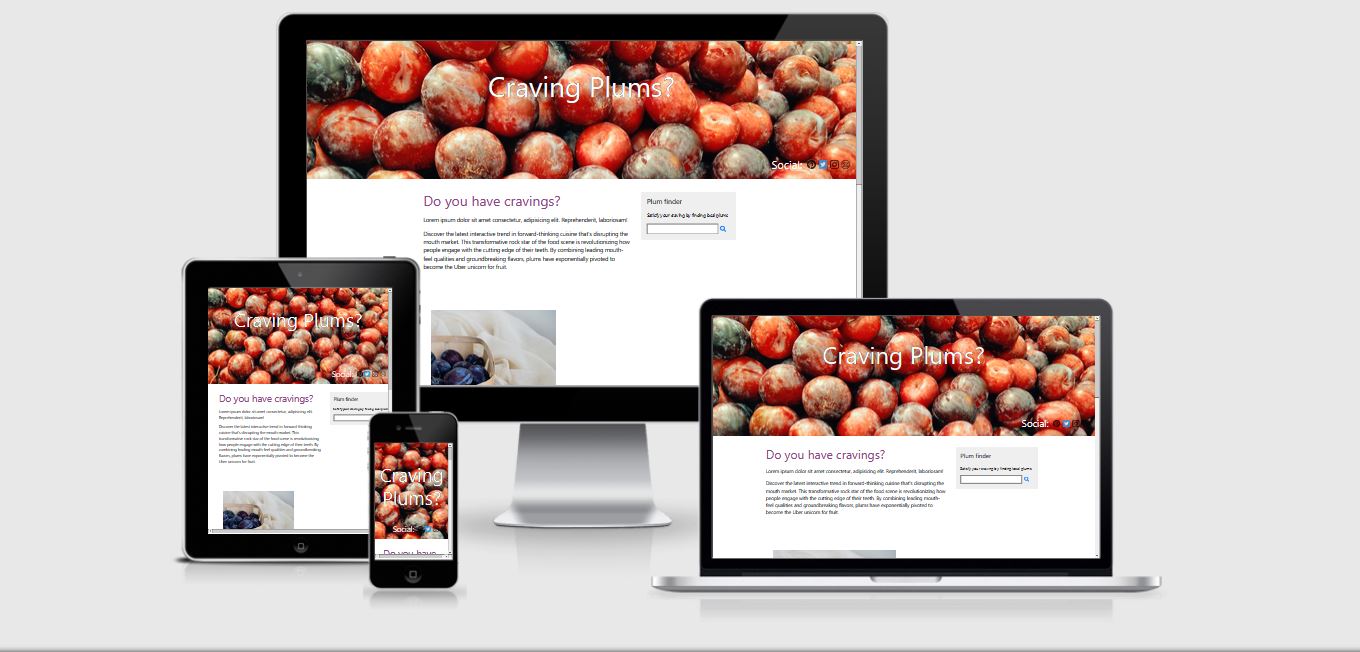 Craving Plums?
Social:
Do you have cravings?
Lorem ipsum dolor sit amet consectetur, adipisicing elit. Reprehenderit, laboriosam!
Discover the latest interactive trend in forward-thinking cuisine that's disrupting the
mouth market. This transformative rock star of the food scene is revolutionizing how
people engage with the cutting edge of their teeth. By combining leading mouth-
feel qualities and groundbreaking flavors, plums have exponentially pivoted to
become the Uber unicorn for fruit.
Plum finder
Satisfy your craving by finding local plums
Craving Plums?
Social:
Do you have cravings?
Lorem ipsum dolor sit amet consectetur, adipisicing elit.
Reprehenderit, laboriosam!
Discover the latest interactive trend in forward-thinking
cuisine that's disrupting the mouth market. This
transformative rock star of the food scene is revolutionizing
how people engage with the cutting edge of their teeth. By
combining leading mouth-feel qualities and groundbreaking
flavors, plums have exponentially pivoted to become the
Uber unicorn for fruit.
Plum finder
Satisfy your craving by finding local
Craving
Plums?
Social:
Do you have
Craving Plums?
Social:
Do you have cravings?
Lorem ipsum dolor sit amet consectetur, adipisicing elit. Reprehenderit, laboriosam!
Discover the latest interactive trend in forward-thinking cuisine that's disrupting the
mouth market. This transformative rock star of the food scene is revolutionizing how
people engage with the cutting edge of their teeth. By combining leading mouth-
feel qualities and groundbreaking flavors, plums have exponentially pivoted to
become the Uber unicorn for fruit.
Plum finder
Satisfy your craving by finding local plums